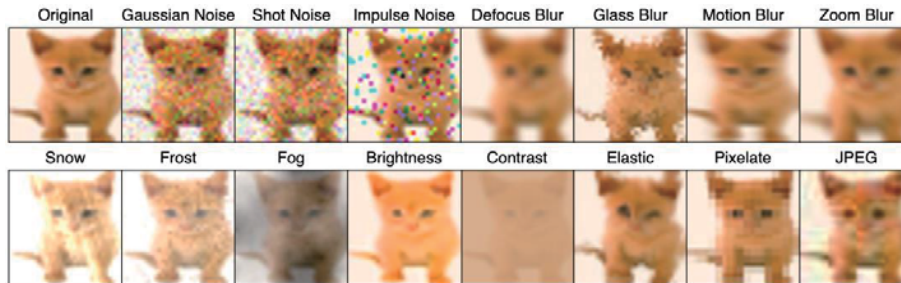 Original Gaussian Noise Shot Noise Impulse Noise Defocus Blur Glass Blur Motion Blur Zoom Blur
Snow Frost Fog Brightness Contrast Elastic Pixelate JPEG